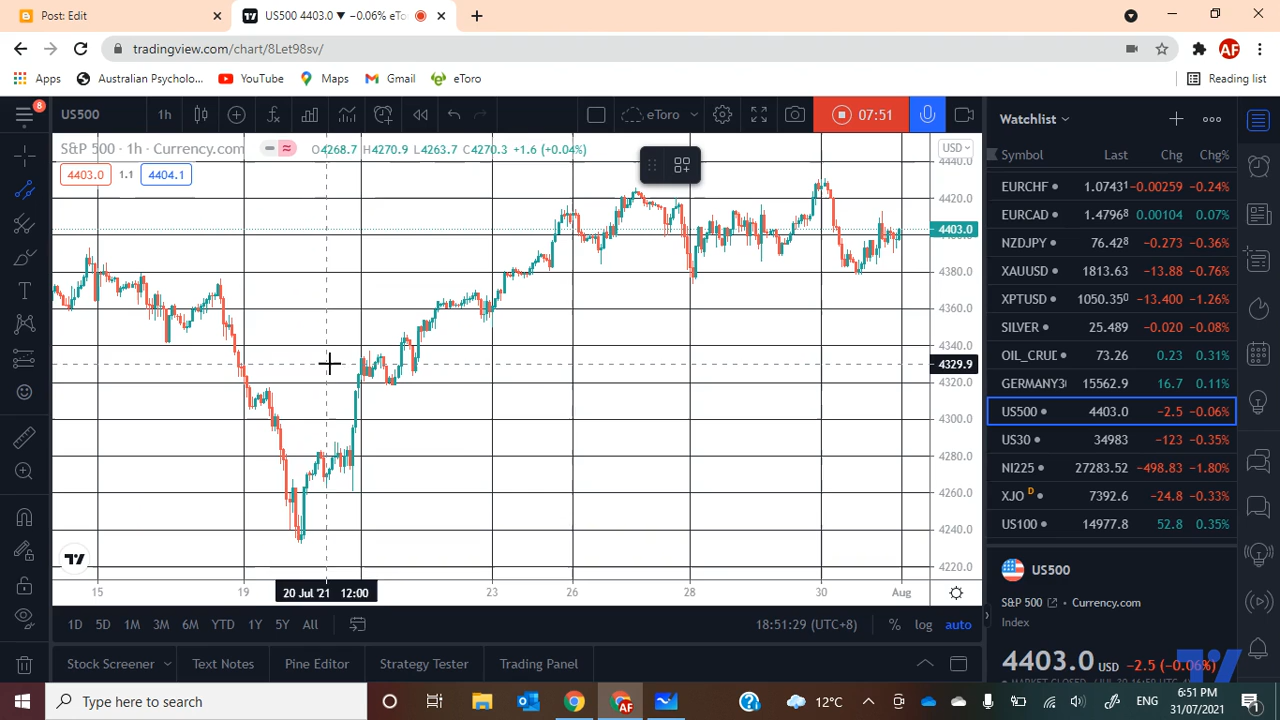 Post: Edit
US500 4403.0 ▼ −0.06% eTo
tradingview.com/chart/8Let98sv/
AF
Apps
Australian Psycholo...
YouTube
Maps
Gmail
eToro
Reading list
8
US500
1h
eToro
07:51
S&P 500 · 1h · Currency.com
O4268.7 H4270.9 L4263.7 C4270.3 +1.6 (+0.04%)
4403.0
1.1
4404.1
USD
4440.0
4420.0
4403.0
4380.0
4360.0
4340.0
4329.9
4320.0
4300.0
4280.0
4260.0
4240.0
4220.0
15
19
20 Jul '21 12:00
23
26
28
30
Aug
1D 5D 1M 3M 6M YTD 1Y 5Y All
18:51:29 (UTC+8)
% log auto
Stock Screener
Text Notes
Pine Editor
Strategy Tester
Trading Panel
Watchlist
Symbol Last Chg Chg%
EURCHF 1.07431 −0.00259 −0.24%
EURCAD 1.47968 0.00104 0.07%
NZDJPY 76.428 −0.273 −0.36%
XAUUSD 1813.63 −13.88 −0.76%
XPTUSD 1050.350 −13.400 −1.26%
SILVER 25.489 −0.020 −0.08%
OIL_CRUD 73.26 0.23 0.31%
GERMANY3 15562.9 16.7 0.11%
US500 4403.0 −2.5 −0.06%
US30 34983 −123 −0.35%
NI225 27283.52 −498.83 −1.80%
XJO D 7392.6 −24.8 −0.33%
US100 14977.8 52.8 0.35%
US500
S&P 500 · Currency.com
Index
4403.0 USD −2.5 (−0.06%)
Type here to search
AF
12°C
ENG
6:51 PM
31/07/2021
1